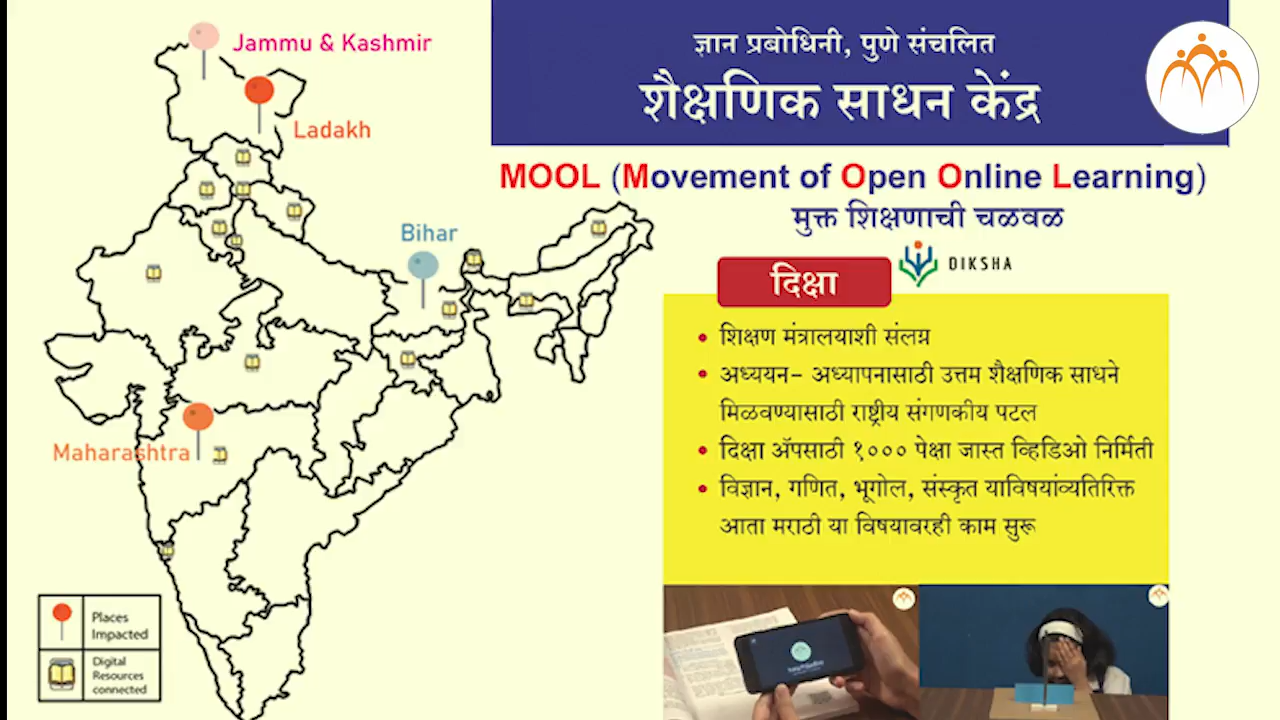 ज्ञान प्रबोधिनी, पुणे संचलित
शैक्षणिक साधन केंद्र
MOOL (Movement of Open Online Learning)
मुक्त शिक्षणाची चळवळ
दिक्षा
DIKSHA
• शिक्षण मंत्रालयाशी संलग्न
• अध्ययन- अध्यापनासाठी उत्तम शैक्षणिक साधने
मिळवण्यासाठी राष्ट्रीय संगणकीय पटल
• दिक्षा ॲपसाठी १००० पेक्षा जास्त व्हिडिओ निर्मिती
• विज्ञान, गणित, भूगोल, संस्कृत याविषयांव्यतिरिक्त
आता मराठी या विषयावरही काम सुरू
Jammu & Kashmir
Ladakh
Bihar
Maharashtra
Places
Impacted
Digital
Resources
connected